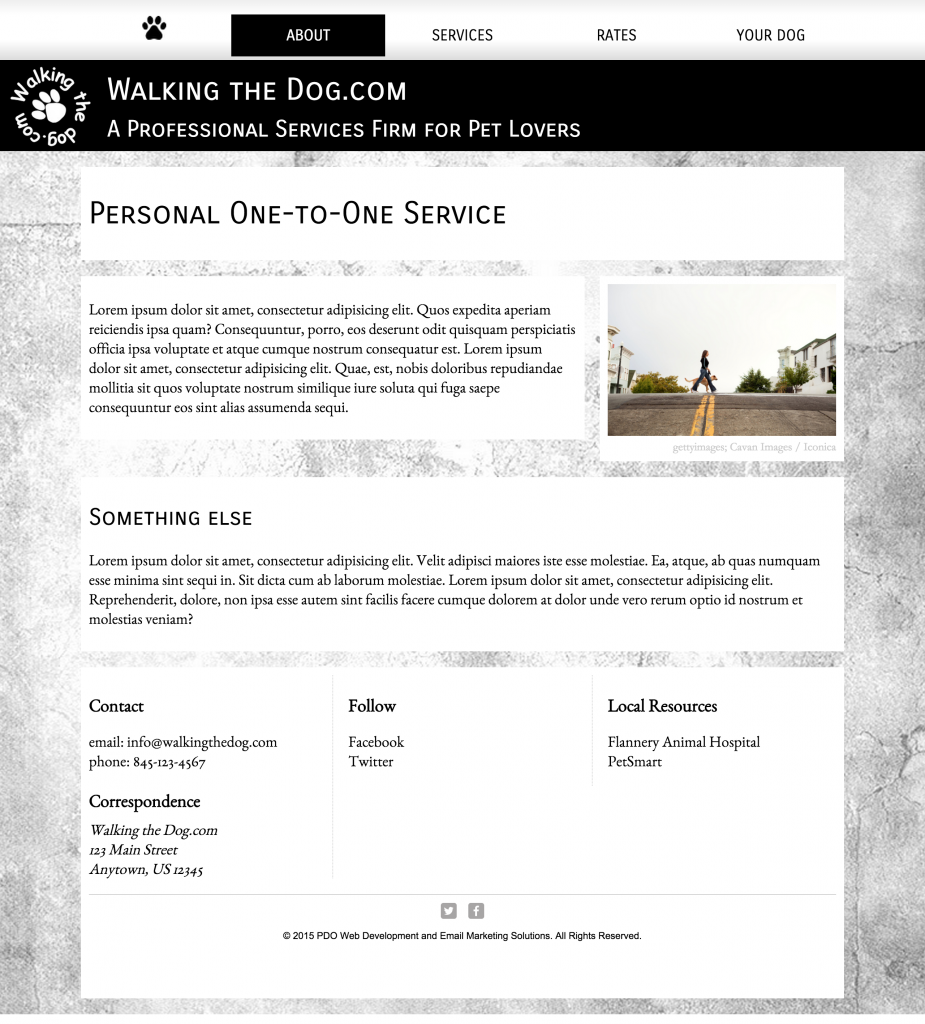 ABOUT
SERVICES
RATES
YOUR DOG
Walking the dog.com
Walking the Dog.com
A Professional Services Firm for Pet Lovers
Personal One-to-One Service
Lorem ipsum dolor sit amet, consectetur adipisicing elit. Quos expedita aperiam
reiciendis ipsa quam? Consequuntur, porro, eos deserunt odit quisquam perspiciatis
officia ipsa voluptate et atque cumque nostrum consequatur est. Lorem ipsum
dolor sit amet, consectetur adipisicing elit. Quae, est, nobis doloribus repudiandae
mollitia sit quos voluptate nostrum similique iure soluta qui fuga saepe
consequuntur eos sint alias assumenda sequi.
gettyimages; Cavan Images / Iconica
Something else
Lorem ipsum dolor sit amet, consectetur adipisicing elit. Velit adipisci maiores iste esse molestiae. Ea, atque, ab quas numquam
esse minima sint sequi in. Sit dicta cum ab laborum molestiae. Lorem ipsum dolor sit amet, consectetur adipisicing elit.
Reprehenderit, dolore, non ipsa esse autem sint facilis facere cumque dolorem at dolor unde vero rerum optio id nostrum et
molestias veniam?
Contact
email: info@walkingthedog.com
phone: 845-123-4567
Correspondence
Walking the Dog.com
123 Main Street
Anytown, US 12345
Follow
Facebook
Twitter
Local Resources
Flannery Animal Hospital
PetSmart
© 2015 PDO Web Development and Email Marketing Solutions. All Rights Reserved.